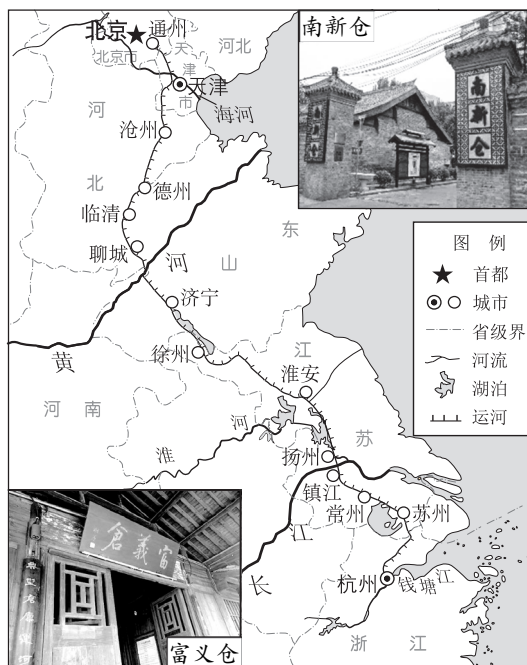 北京
通州
天津市
河北
北京市
天津
海河
河北
沧州
德州
临清
聊城
黄河
山东
济宁
徐州
河南
江苏
淮安
淮河
扬州
镇江
常州
苏州
长江
杭州
钱塘江
浙江
南新仓
南新仓
南新仓
图例
首都
城市
省级界
河流
湖泊
运河
富義倉
富义仓